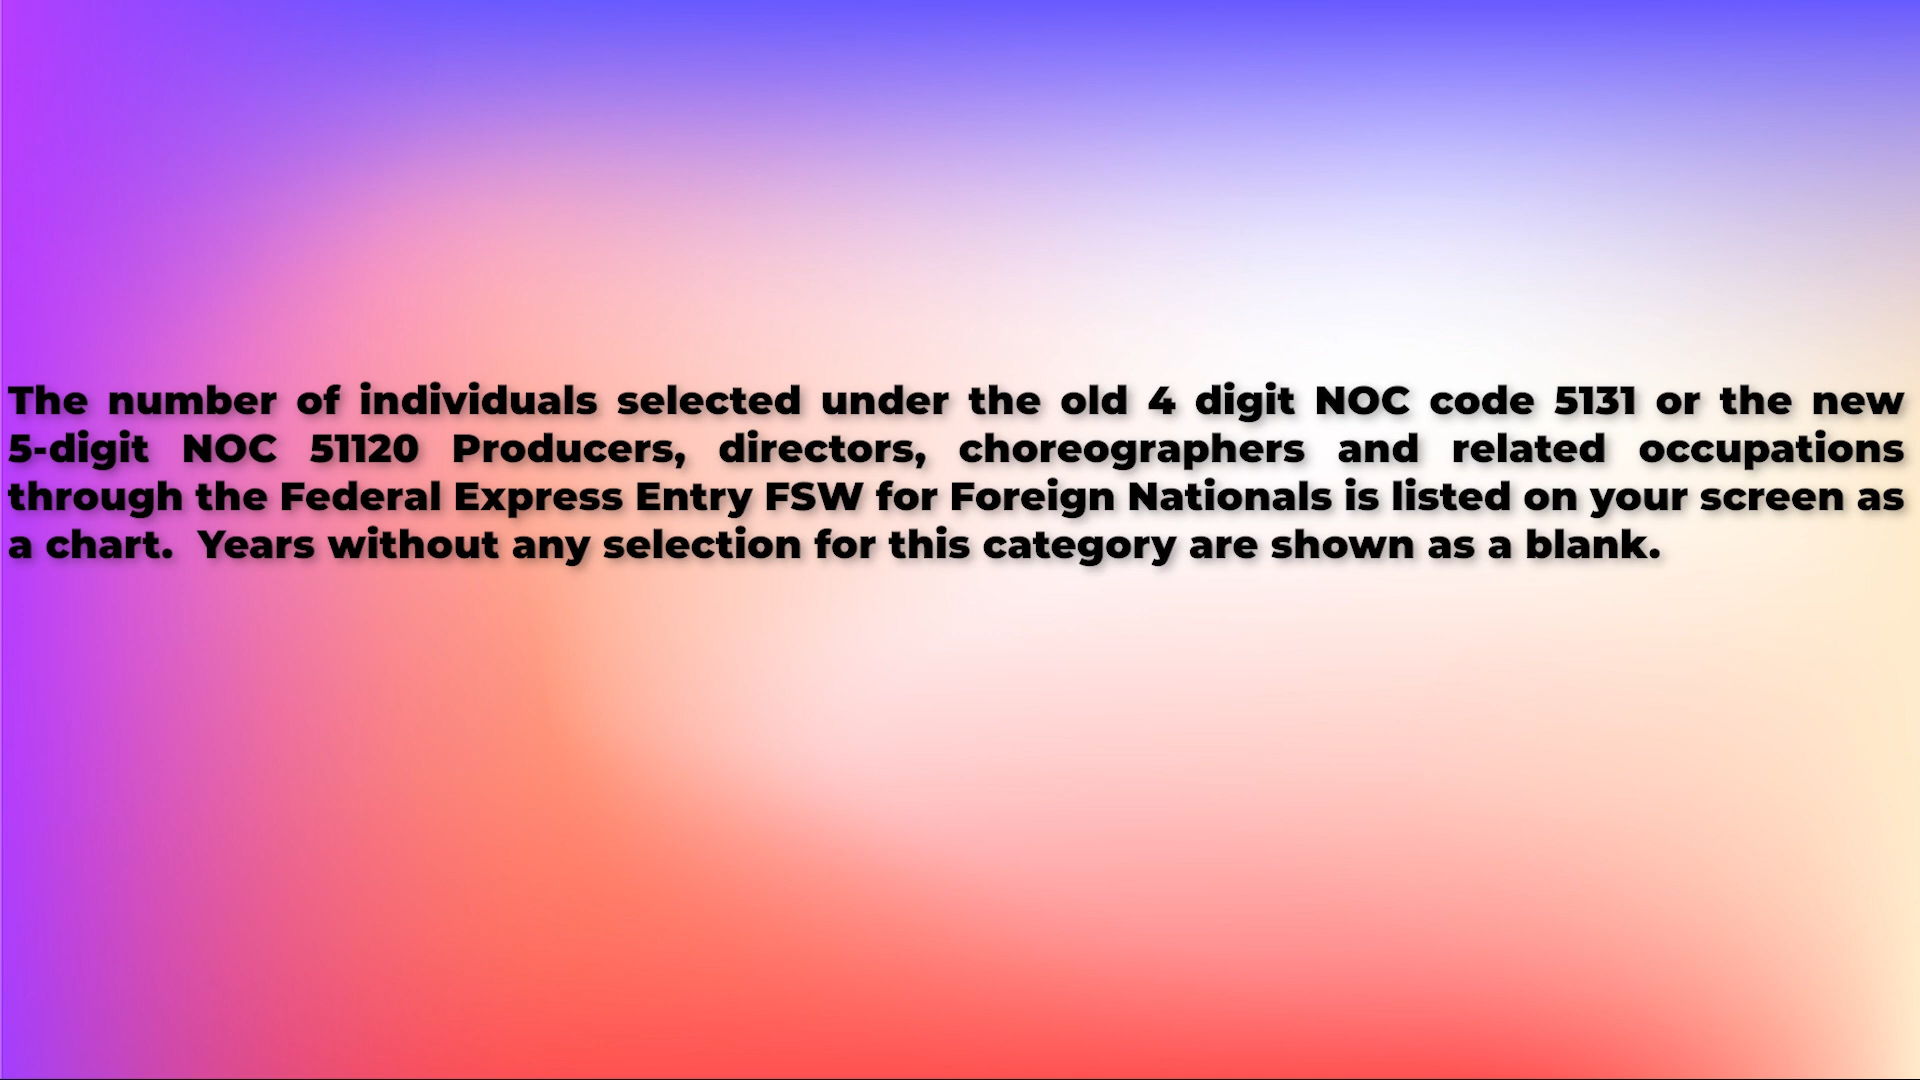 The number of individuals selected under the old 4 digit NOC code 5131 or the new
5-digit NOC 51120 Producers, directors, choreographers and related occupations
through the Federal Express Entry FSW for Foreign Nationals is listed on your screen as
a chart.  Years without any selection for this category are shown as a blank.